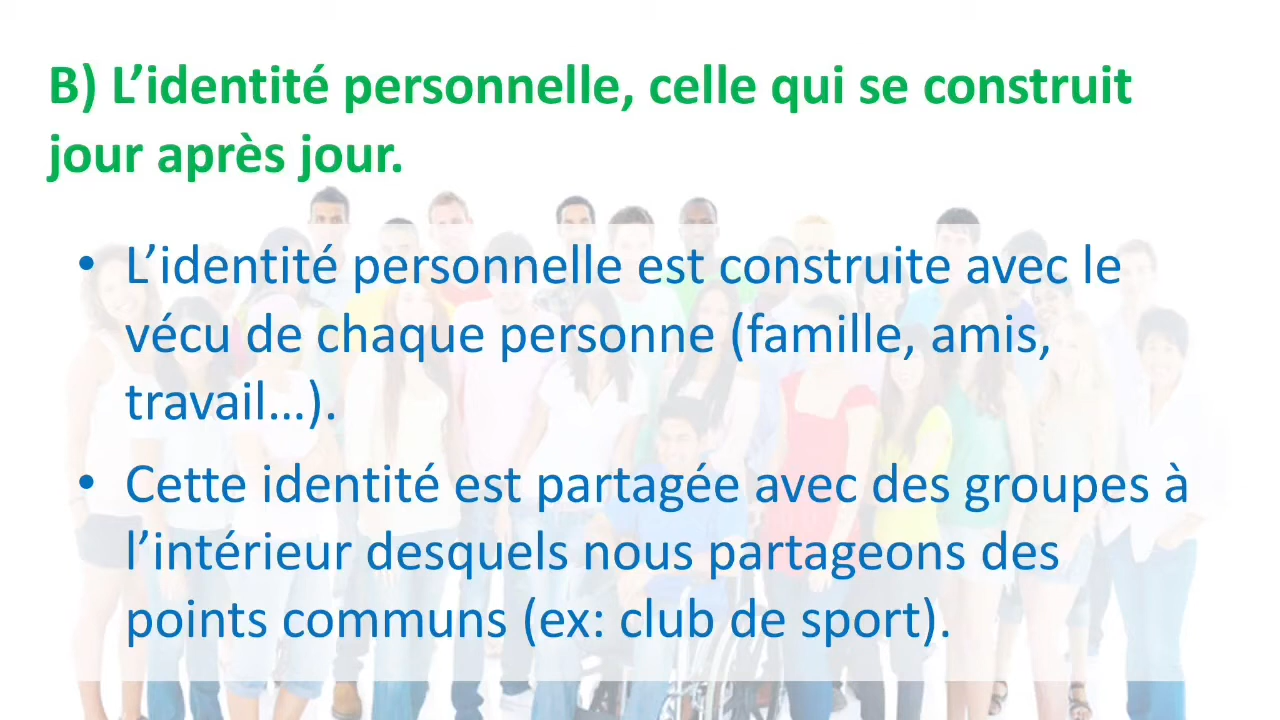 B) L’identité personnelle, celle qui se construit
jour après jour.
• L’identité personnelle est construite avec le
vécu de chaque personne (famille, amis,
travail…).
• Cette identité est partagée avec des groupes à
l’intérieur desquels nous partageons des
points communs (ex: club de sport).